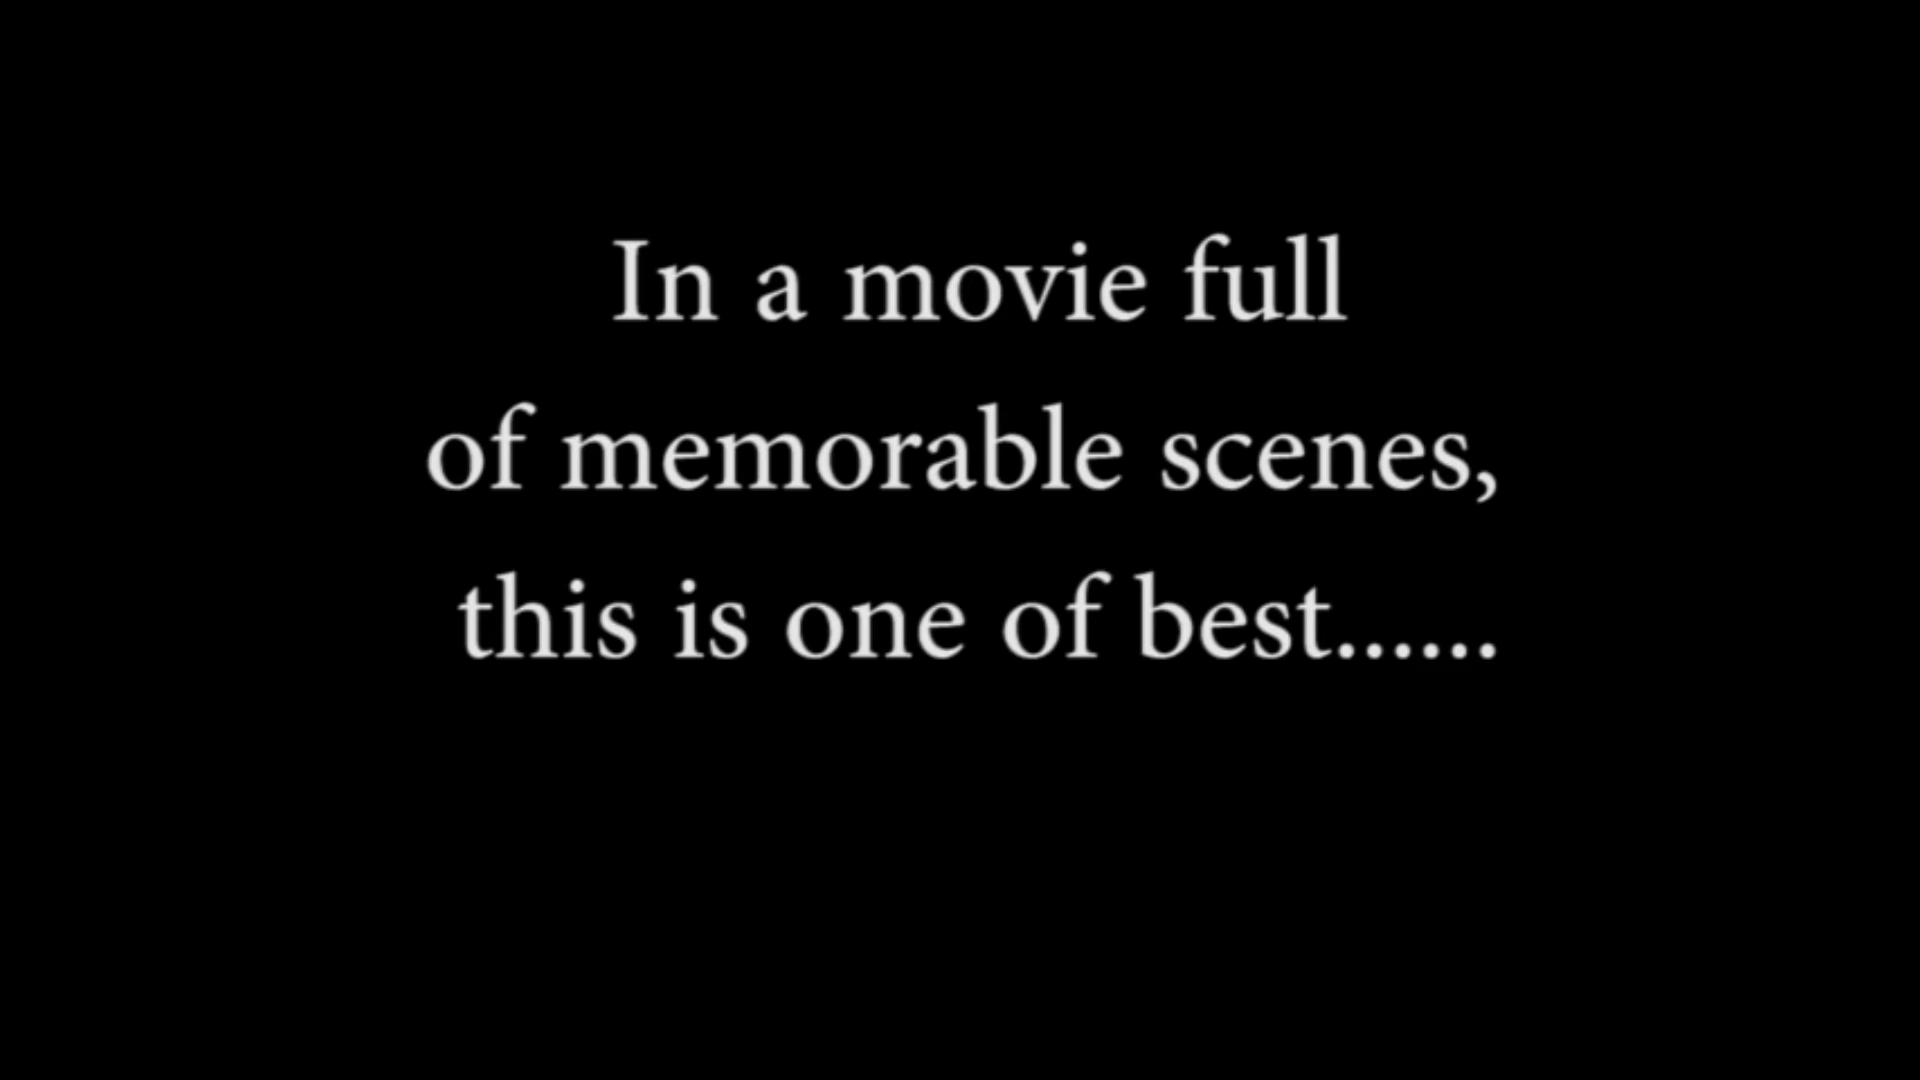 In a movie full
of memorable scenes,
this is one of best......